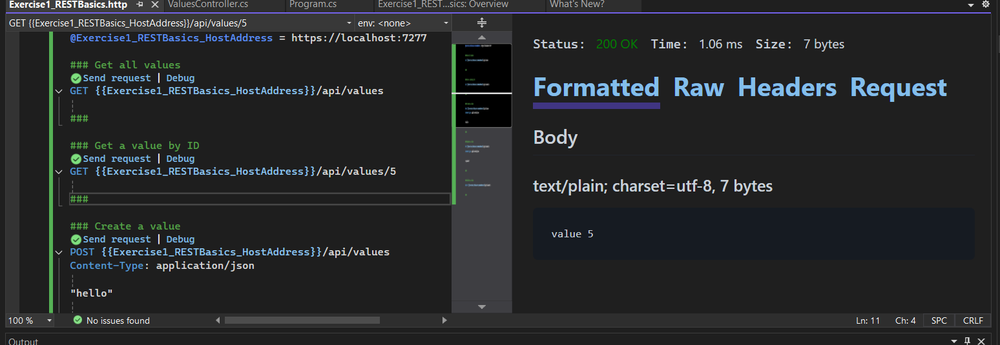 Exercise1_RESTBasics.http
ValuesController.cs
Program.cs
Exercise1_REST...sics: Overview
What's New?
GET {{Exercise1_RESTBasics_HostAddress}}/api/values/5
env: <none>
@Exercise1_RESTBasics_HostAddress = https://localhost:7277
### Get all values
Send request | Debug
GET {{Exercise1_RESTBasics_HostAddress}}/api/values
###
### Get a value by ID
Send request | Debug
GET {{Exercise1_RESTBasics_HostAddress}}/api/values/5
###
### Create a value
Send request | Debug
POST {{Exercise1_RESTBasics_HostAddress}}/api/values
Content-Type: application/json
"hello"
Status: 200 OK Time: 1.06 ms Size: 7 bytes
Formatted Raw Headers Request
Body
text/plain; charset=utf-8, 7 bytes
value 5
100 %
No issues found
Ln: 11
Ch: 4
SPC
CRLF
Output